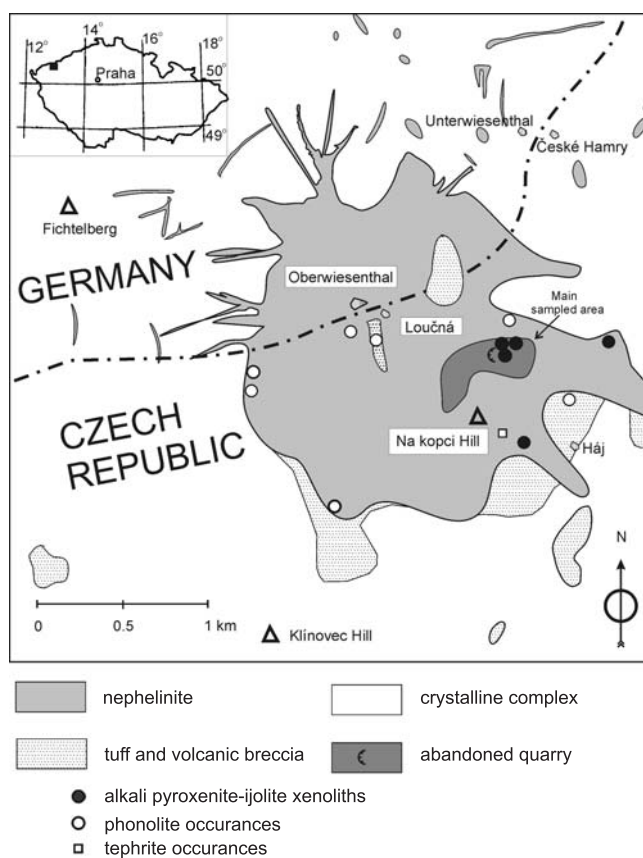 12°
14°
16°
18°
50°
Praha
49°
Unterwiesenthal
České Hamry
Fichtelberg
GERMANY
Oberwiesenthal
Main
sampled area
Loučná
CZECH
REPUBLIC
Na kopci Hill
Háj
N
0 0.5 1 km
Klínovec Hill
nephelinite
crystalline complex
tuff and volcanic breccia
abandoned quarry
alkali pyroxenite-ijolite xenoliths
phonolite occurances
tephrite occurances